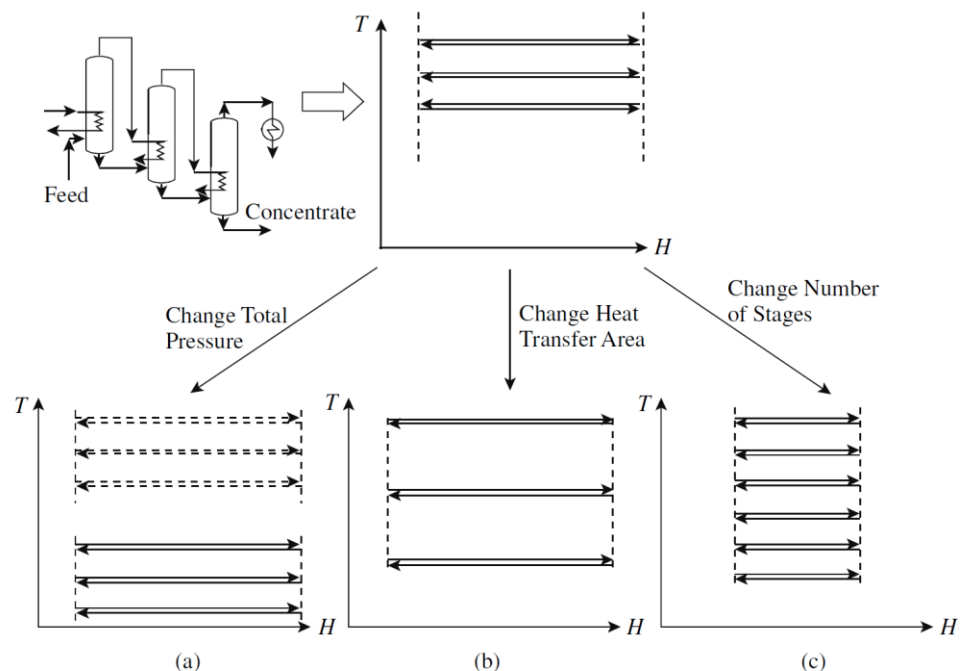 T
H
Feed
Concentrate
Change Total
Pressure
Change Heat
Transfer Area
Change Number
of Stages
T
H
(a)
T
H
(b)
T
H
(c)